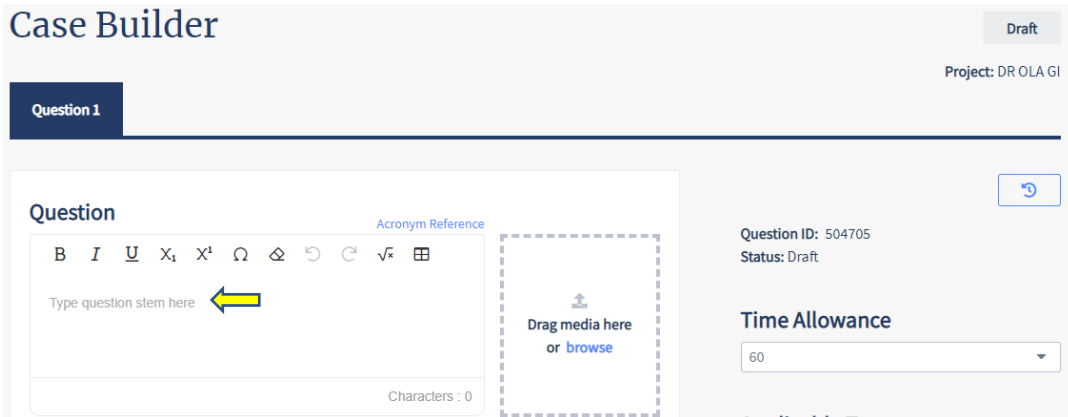 Case Builder
Draft
Project: DR OLA GI
Question 1
Question
Acronym Reference
B I U X₁ X¹ Ω √x
Type question stem here
Characters : 0
Drag media here
or browse
Question ID: 504705
Status: Draft
Time Allowance
60